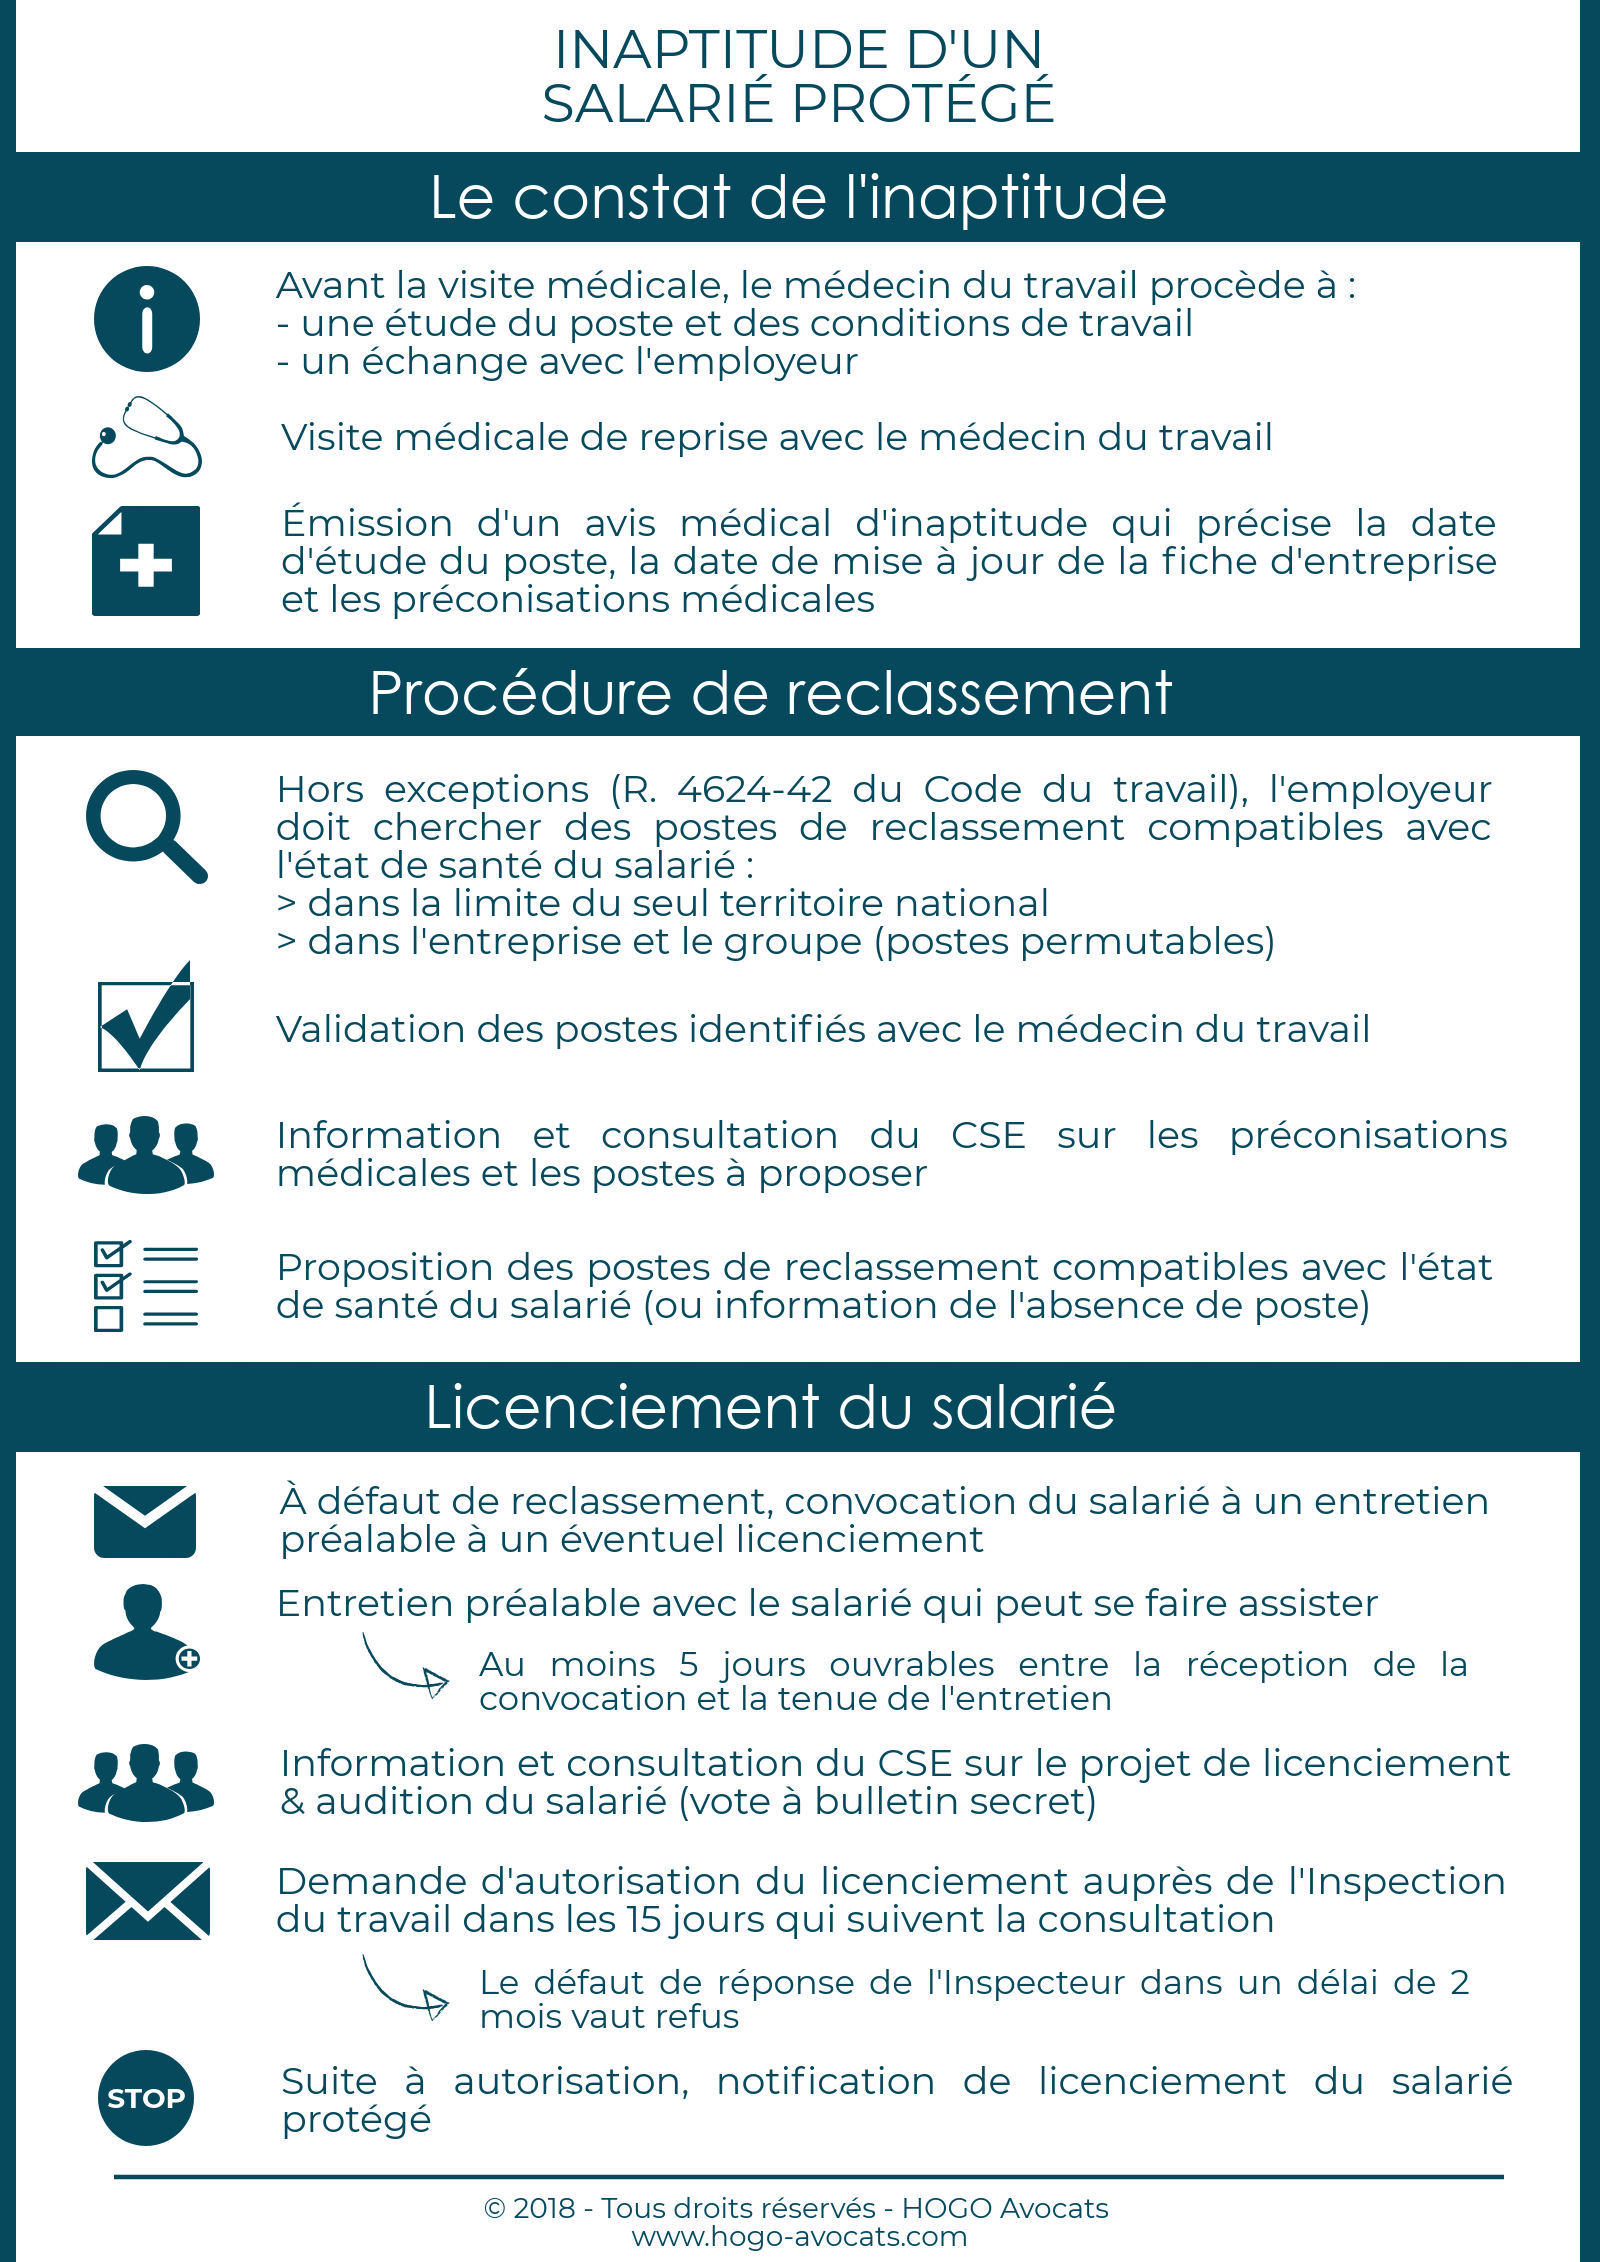 INAPTITUDE D'UN
SALARIÉ PROTÉGÉ
Le constat de l'inaptitude
Avant la visite médicale, le médecin du travail procède à :
- une étude du poste et des conditions de travail
- un échange avec l'employeur
Visite médicale de reprise avec le médecin du travail
Émission d'un avis médical d'inaptitude qui précise la date
d'étude du poste, la date de mise à jour de la fiche d'entreprise
et les préconisations médicales
Procédure de reclassement
Hors exceptions (R. 4624-42 du Code du travail), l'employeur
doit chercher des postes de reclassement compatibles avec
l'état de santé du salarié :
> dans la limite du seul territoire national
> dans l'entreprise et le groupe (postes permutables)
Validation des postes identifiés avec le médecin du travail
Information et consultation du CSE sur les préconisations
médicales et les postes à proposer
Proposition des postes de reclassement compatibles avec l'état
de santé du salarié (ou information de l'absence de poste)
Licenciement du salarié
À défaut de reclassement, convocation du salarié à un entretien
préalable à un éventuel licenciement
Entretien préalable avec le salarié qui peut se faire assister
Au moins 5 jours ouvrables entre la réception de la
convocation et la tenue de l'entretien
Information et consultation du CSE sur le projet de licenciement
& audition du salarié (vote à bulletin secret)
Demande d'autorisation du licenciement auprès de l'Inspection
du travail dans les 15 jours qui suivent la consultation
Le défaut de réponse de l'Inspecteur dans un délai de 2
mois vaut refus
STOP
Suite à autorisation, notification de licenciement du salarié
protégé
© 2018 - Tous droits réservés - HOGO Avocats
www.hogo-avocats.com